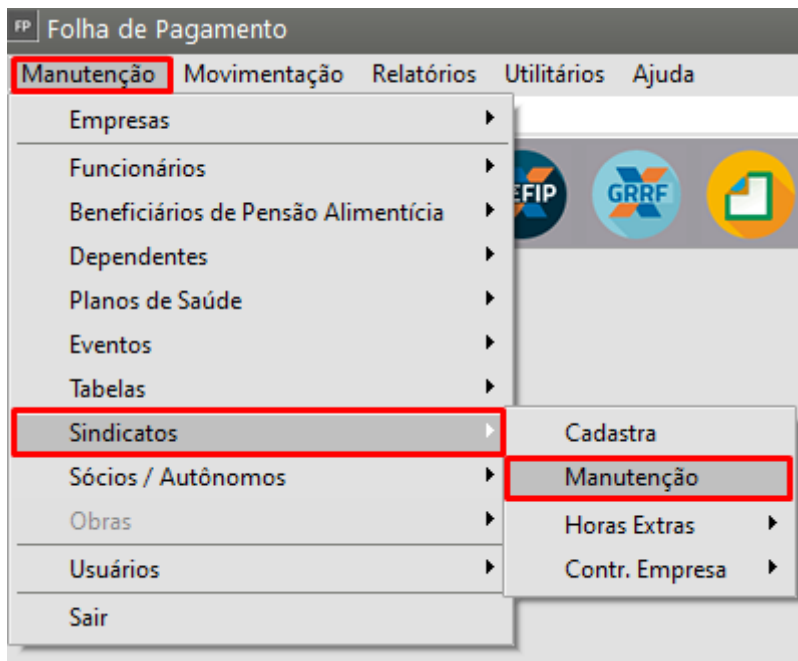 FP Folha de Pagamento
Manutenção Movimentação Relatórios Utilitários Ajuda
Empresas
Funcionários
EFIP GRRF
Beneficiários de Pensão Alimentícia
Dependentes
Planos de Saúde
Eventos
Tabelas
Sindicatos
Cadastra
Sócios / Autônomos
Manutenção
Obras
Horas Extras
Usuários
Contr. Empresa
Sair